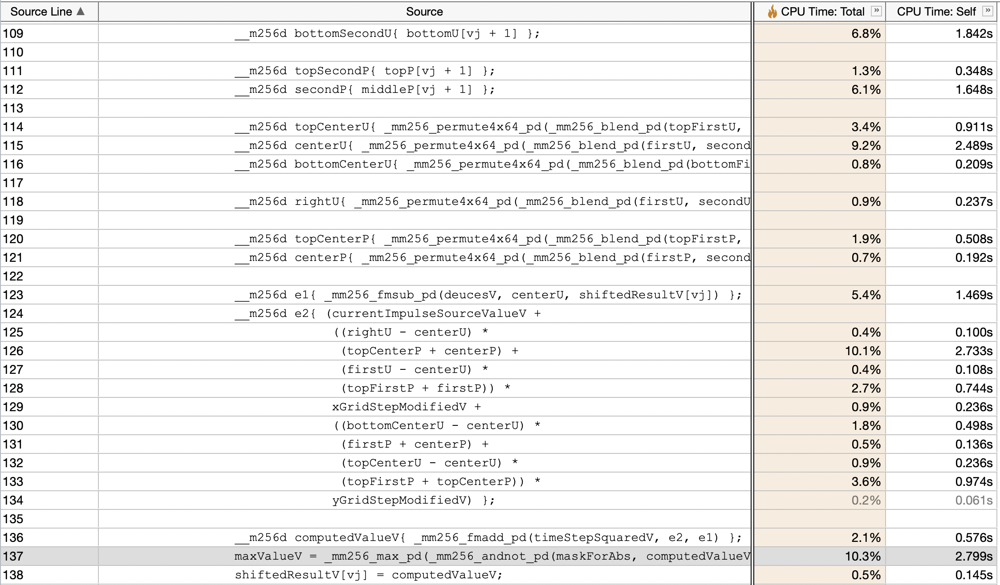 Source Line ▲ Source CPU Time: Total » CPU Time: Self »
109 __m256d bottomSecondU{ bottomU[vj + 1] }; 6.8% 1.842s
110
111 __m256d topSecondP{ topP[vj + 1] }; 1.3% 0.348s
112 __m256d secondP{ middleP[vj + 1] }; 6.1% 1.648s
113
114 __m256d topCenterU{ _mm256_permute4x64_pd(_mm256_blend_pd(topFirstU, 3.4% 0.911s
115 __m256d centerU{ _mm256_permute4x64_pd(_mm256_blend_pd(firstU, second 9.2% 2.489s
116 __m256d bottomCenterU{ _mm256_permute4x64_pd(_mm256_blend_pd(bottomFi 0.8% 0.209s
117
118 __m256d rightU{ _mm256_permute4x64_pd(_mm256_blend_pd(firstU, secondU 0.9% 0.237s
119
120 __m256d topCenterP{ _mm256_permute4x64_pd(_mm256_blend_pd(topFirstP, 1.9% 0.508s
121 __m256d centerP{ _mm256_permute4x64_pd(_mm256_blend_pd(firstP, second 0.7% 0.192s
122
123 __m256d e1{ _mm256_fmsub_pd(deucesV, centerU, shiftedResultV[vj]) }; 5.4% 1.469s
124 __m256d e2{ (currentImpulseSourceValueV +
125 ((rightU - centerU) * 0.4% 0.100s
126 (topCenterP + centerP) + 10.1% 2.733s
127 (firstU - centerU) * 0.4% 0.108s
128 (topFirstP + firstP)) * 2.7% 0.744s
129 xGridStepModifiedV + 0.9% 0.236s
130 ((bottomCenterU - centerU) * 1.8% 0.498s
131 (firstP + centerP) + 0.5% 0.136s
132 (topCenterU - centerU) * 0.9% 0.236s
133 (topFirstP + topCenterP)) * 3.6% 0.974s
134 yGridStepModifiedV) }; 0.2% 0.061s
135
136 __m256d computedValueV{ _mm256_fmadd_pd(timeStepSquaredV, e2, e1) }; 2.1% 0.576s
137 maxValueV = _mm256_max_pd(_mm256_andnot_pd(maskForAbs, computedValueV 10.3% 2.799s
138 shiftedResultV[vj] = computedValueV; 0.5% 0.145s